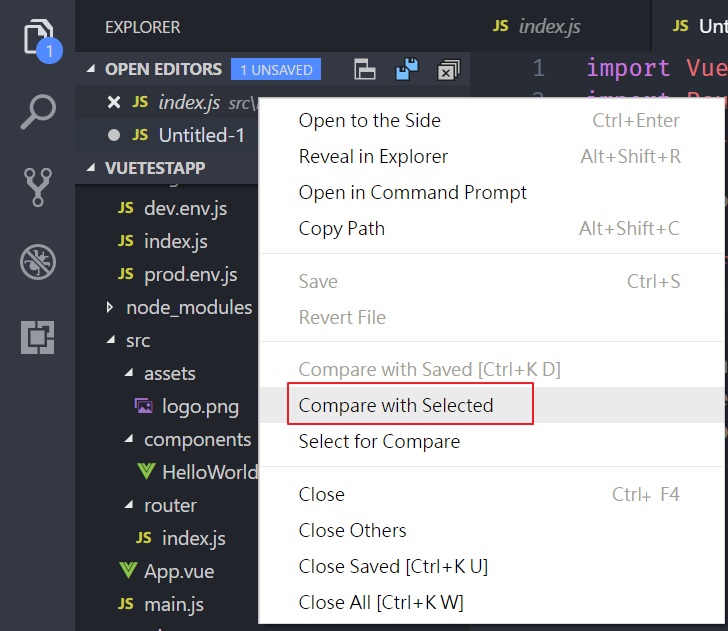 1
EXPLORER
OPEN EDITORS 1 UNSAVED
JS index.js src\
JS Untitled-1
VUETESTAPP
JS dev.env.js
JS index.js
JS prod.env.js
node_modules
src
assets
logo.png
components
HelloWorld
router
JS index.js
App.vue
JS main.js
JS index.js
JS Unt
1 import Vue
2 import
Open to the Side Ctrl+Enter
Reveal in Explorer Alt+Shift+R
Open in Command Prompt
Copy Path Alt+Shift+C
Save Ctrl+S
Revert File
Compare with Saved [Ctrl+K D]
Compare with Selected
Select for Compare
Close Ctrl+ F4
Close Others
Close Saved [Ctrl+K U]
Close All [Ctrl+K W]